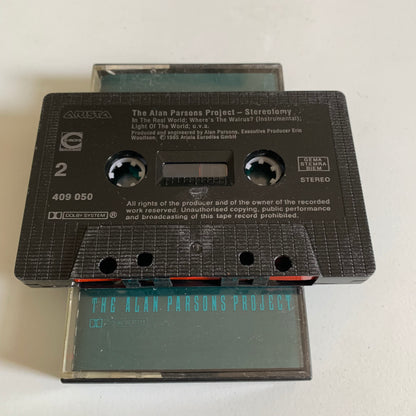 ARISTA
The Alan Parsons Project – Stereotomy
In The Real World; Where's The Walrus? (Instrumental);
Light Of The World; u.v.a.
Produced and engineered by Alan Parsons. Executive Producer Eric
Woolfson. ℗ 1985 Ariola Eurodisc GmbH
2
409 050
GEMA
STEMRA
BIEM
STEREO
DOLBY SYSTEM ®
All rights of the producer and of the owner of the recorded
work reserved. Unauthorised copying, public performance
and broadcasting of this tape record prohibited.
THE ALAN PARSONS PROJECT